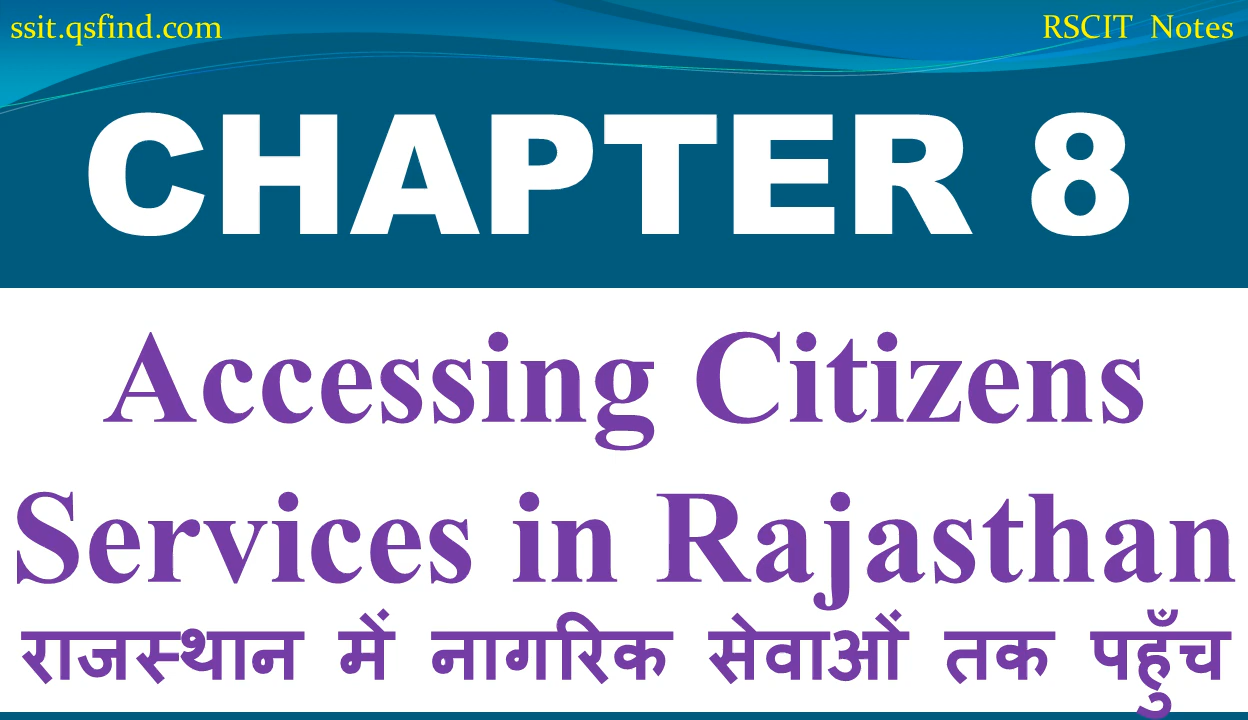 ssit.qsfind.com
RSCIT Notes
CHAPTER 8
Accessing Citizens
Services in Rajasthan
राजस्थान में नागरिक सेवाओं तक पहुँच